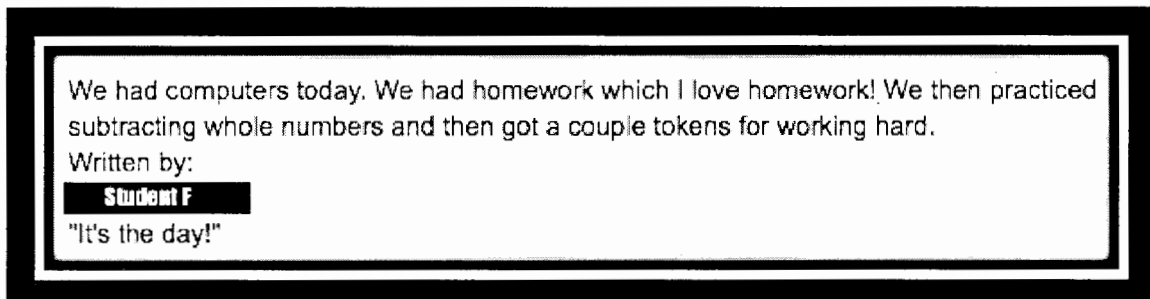 We had computers today. We had homework which I love homework! We then practiced
subtracting whole numbers and then got a couple tokens for working hard.
Written by:
Student F
"It's the day!"